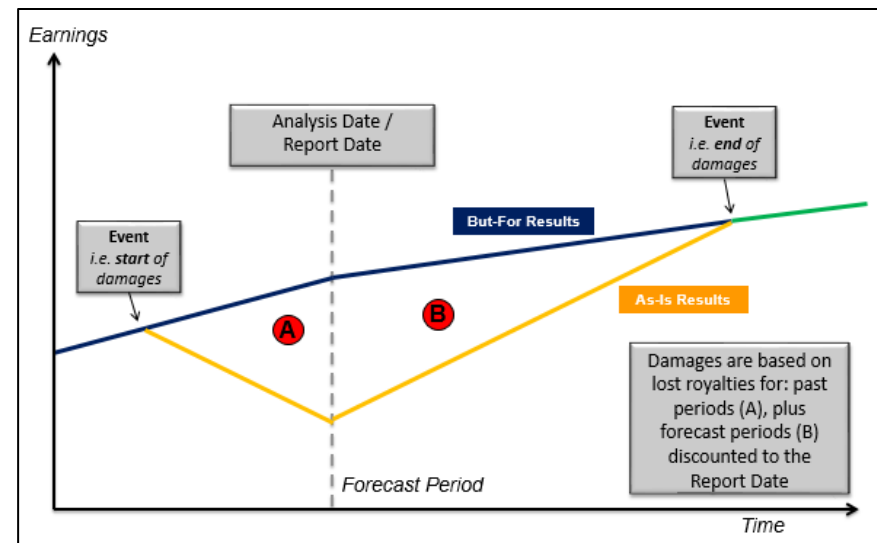 Earnings
Analysis Date /
Report Date
Event
i.e. end of
damages
But-For Results
Event
i.e. start of
damages
As-Is Results
A
B
Damages are based on
lost royalties for: past
periods (A), plus
forecast periods (B)
discounted to the
Report Date
Forecast Period
Time